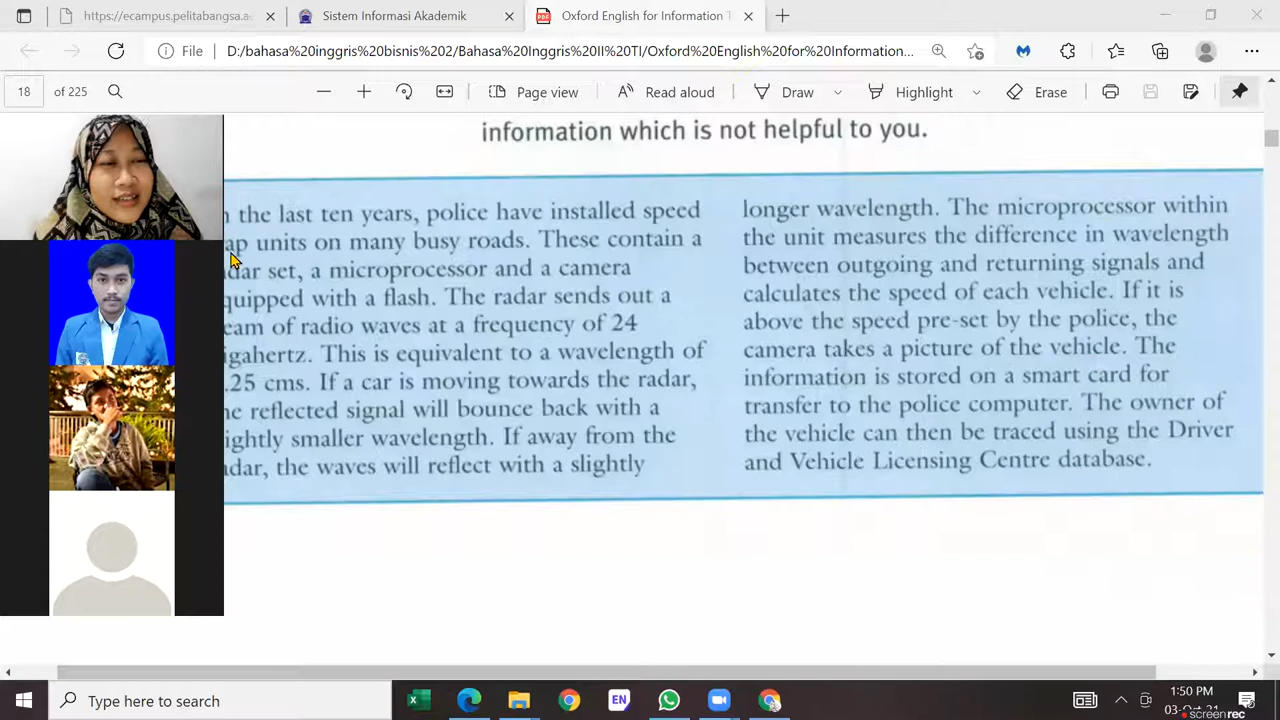 https://ecampus.pelitabangsa.a
Sistem Informasi Akademik
Oxford English for Information T
File
D:/bahasa%20inggris%20bisnis%202/Bahasa%20Inggris%20II%20TI/Oxford%20English%20for%20Information...
18
of 225
Page view
Read aloud
Draw
Highlight
Erase
information which is not helpful to you.
n the last ten years, police have installed speed
ap units on many busy roads. These contain a
dar set, a microprocessor and a camera
quipped with a flash. The radar sends out a
eam of radio waves at a frequency of 24
igahertz. This is equivalent to a wavelength of
.25 cms. If a car is moving towards the radar,
he reflected signal will bounce back with a
ightly smaller wavelength. If away from the
dar, the waves will reflect with a slightly
longer wavelength. The microprocessor within
the unit measures the difference in wavelength
between outgoing and returning signals and
calculates the speed of each vehicle. If it is
above the speed pre-set by the police, the
camera takes a picture of the vehicle. The
information is stored on a smart card for
transfer to the police computer. The owner of
the vehicle can then be traced using the Driver
and Vehicle Licensing Centre database.
Type here to search
EN
1:50 PM
03-Oct-21
screenrec